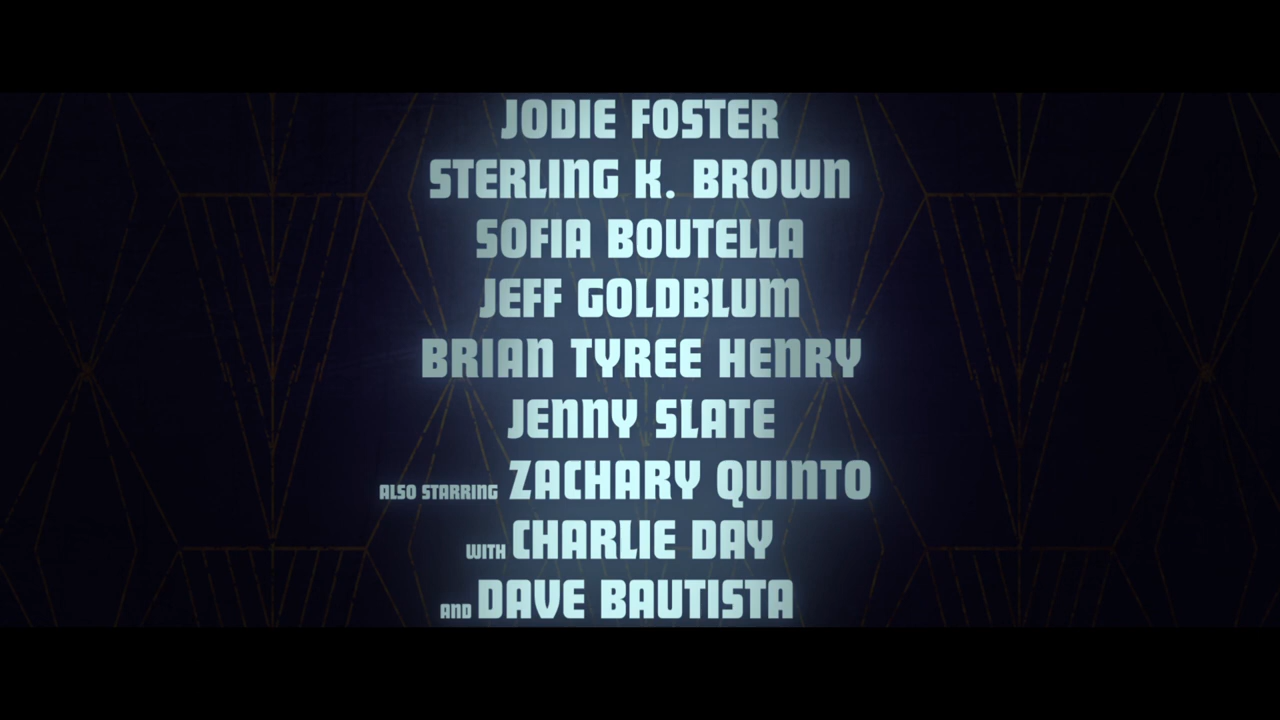 JODIE FOSTER
STERLING K. BROWN
SOFIA BOUTELLA
JEFF GOLDBLUM
BRIAN TYREE HENRY
JENNY SLATE
ALSO STARRING ZACHARY QUINTO
WITH CHARLIE DAY
AND DAVE BAUTISTA